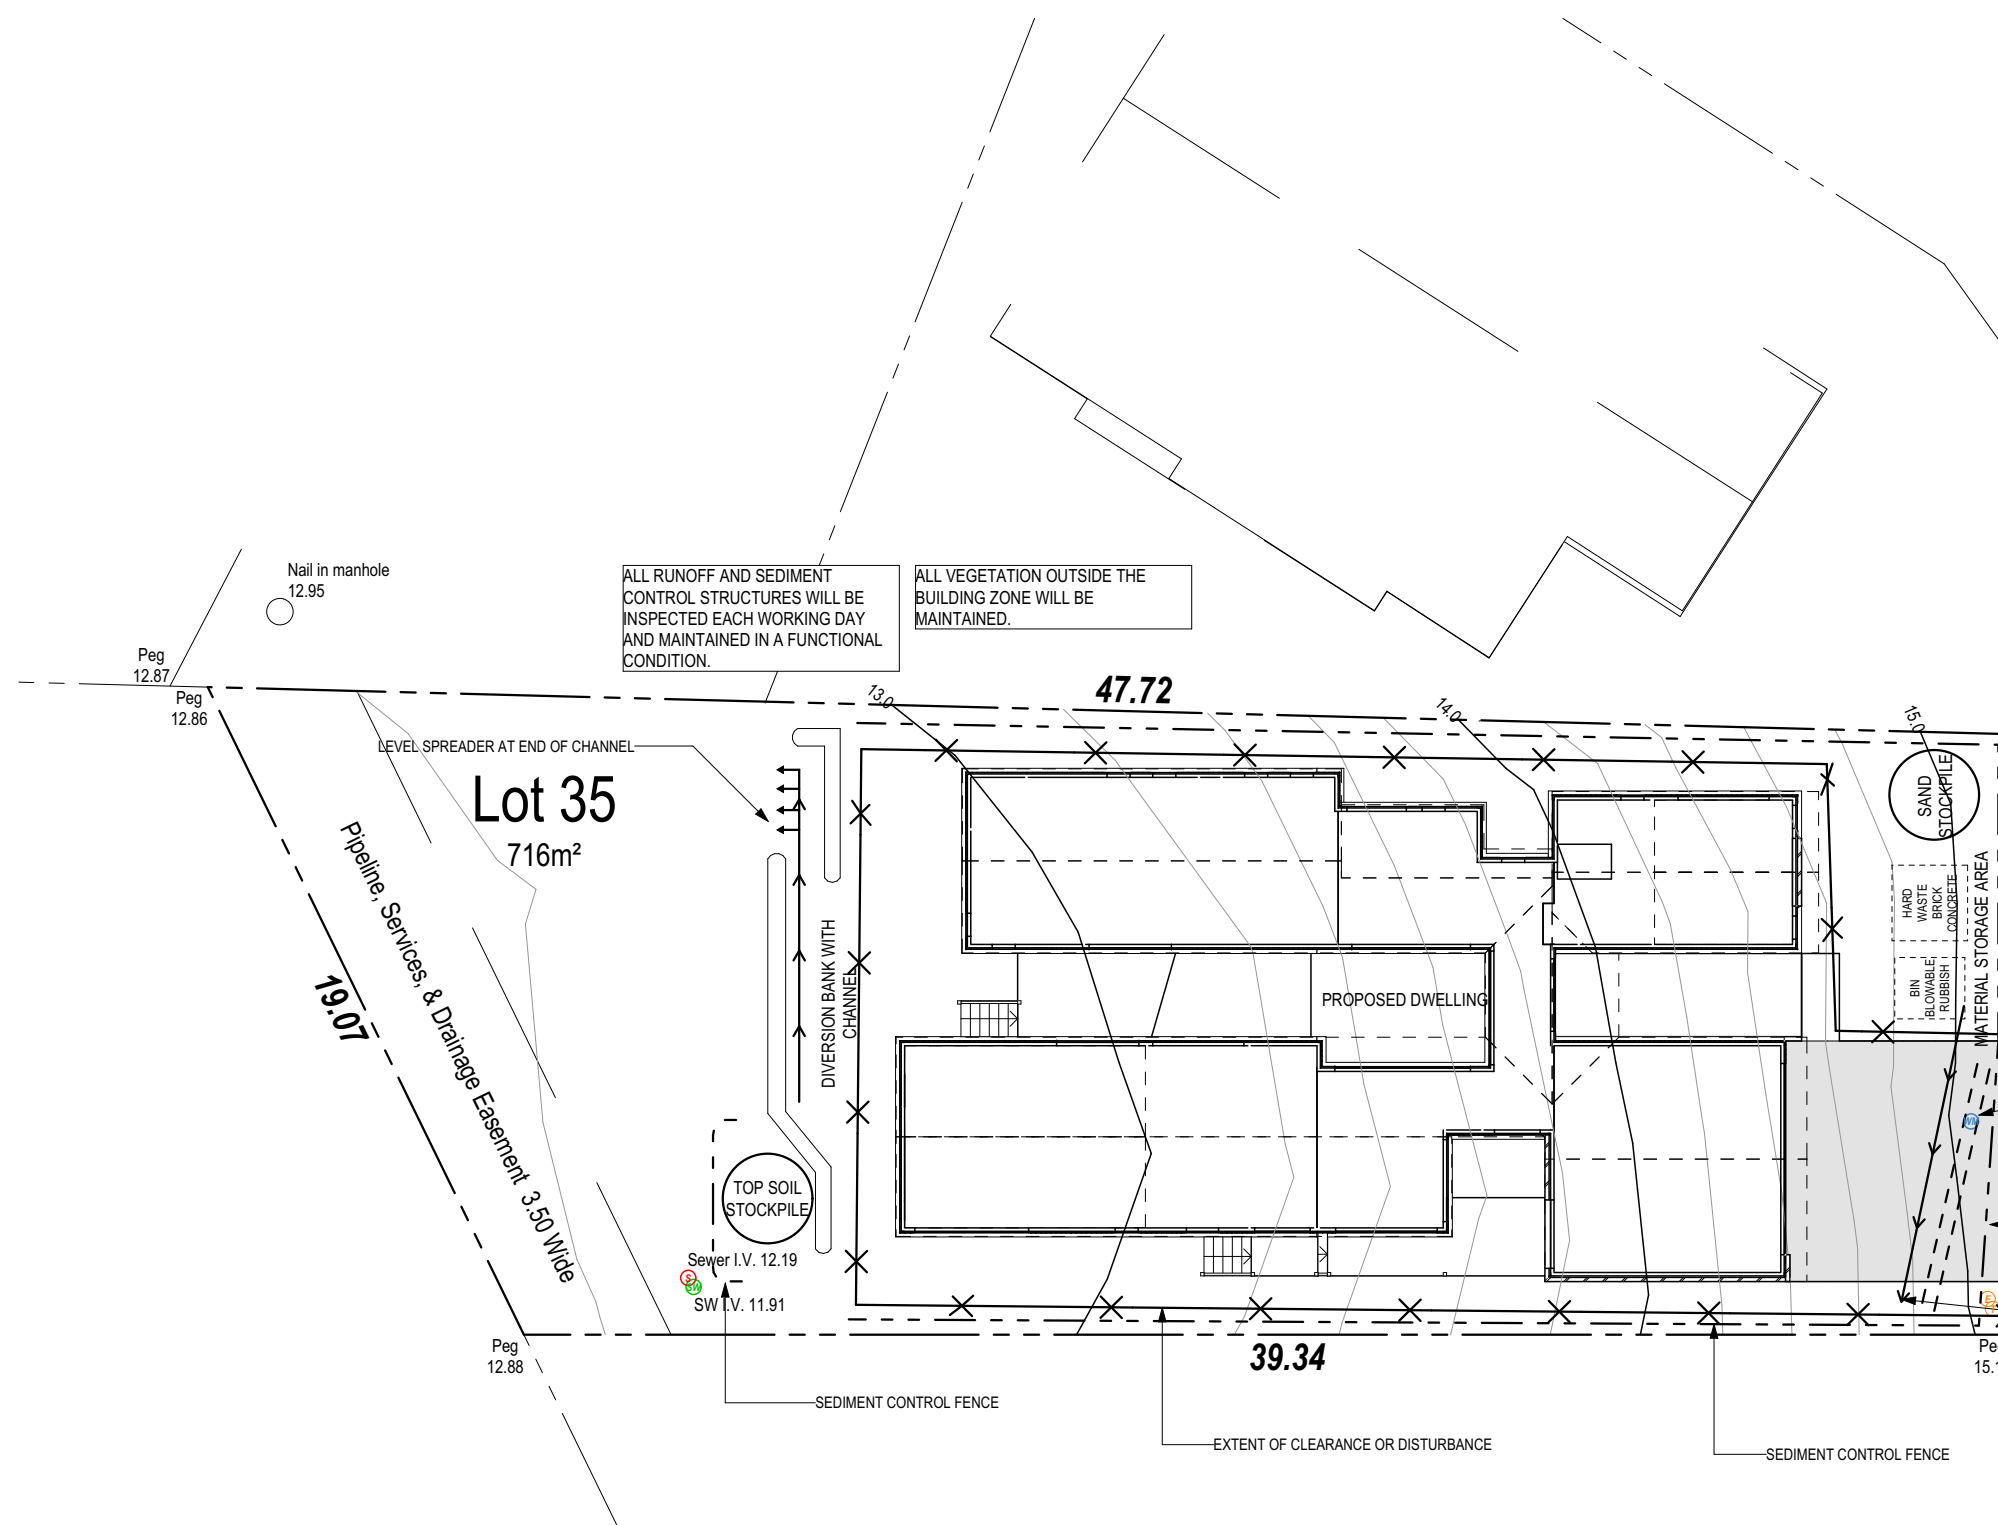 Nail in manhole
12.95
ALL RUNOFF AND SEDIMENT
CONTROL STRUCTURES WILL BE
INSPECTED EACH WORKING DAY
AND MAINTAINED IN A FUNCTIONAL
CONDITION.
ALL VEGETATION OUTSIDE THE
BUILDING ZONE WILL BE
MAINTAINED.
Peg
12.87
Peg
12.86
47.72
13.0
14.0
15.0
LEVEL SPREADER AT END OF CHANNEL
Lot 35
716m²
SAND
STOCKPILE
Pipeline, Services, & Drainage Easement 3.50 Wide
19.07
DIVERSION BANK WITH
CHANNEL
HARD
WASTE
BRICK
CONCRETE
BIN
BLOWABLE
RUBBISH
MATERIAL STORAGE AREA
PROPOSED DWELLING
WM
TOP SOIL
STOCKPILE
Sewer I.V. 12.19
S
SW
SW I.V. 11.91
E
Peg
12.88
39.34
SEDIMENT CONTROL FENCE
EXTENT OF CLEARANCE OR DISTURBANCE
SEDIMENT CONTROL FENCE